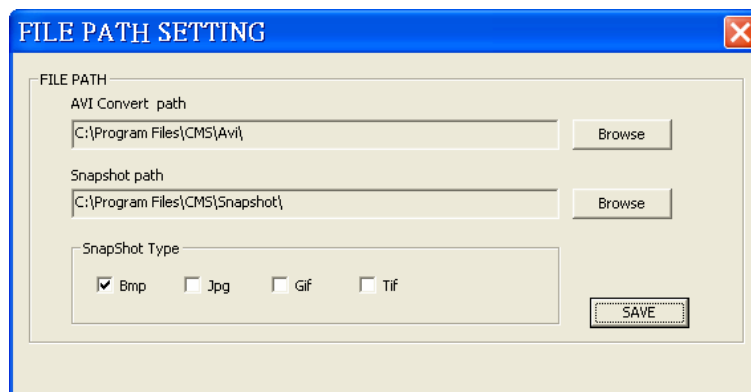 FILE PATH SETTING
FILE PATH
AVI Convert path
C:\Program Files\CMS\Avi\
Browse
Snapshot path
C:\Program Files\CMS\Snapshot\
Browse
SnapShot Type
Bmp Jpg Gif Tif
SAVE